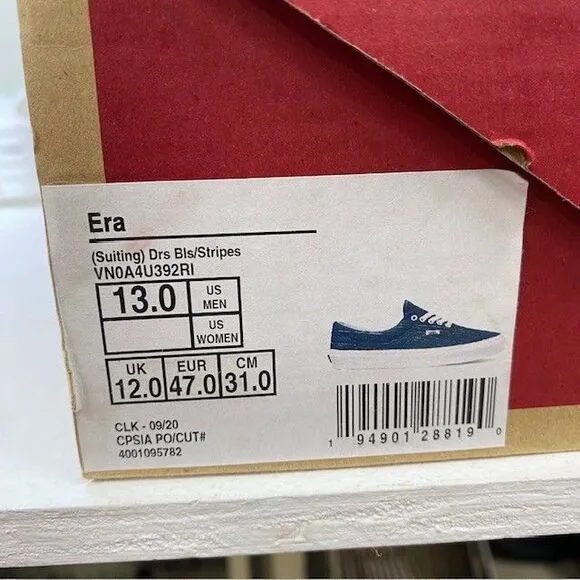 Era
(Suiting) Drs Bls/Stripes
VN0A4U392RI
13.0 US MEN
US WOMEN
UK EUR CM
12.0 47.0 31.0
CLK - 09/20
CPSIA PO/CUT#
4001095782
1 94901 28819 0